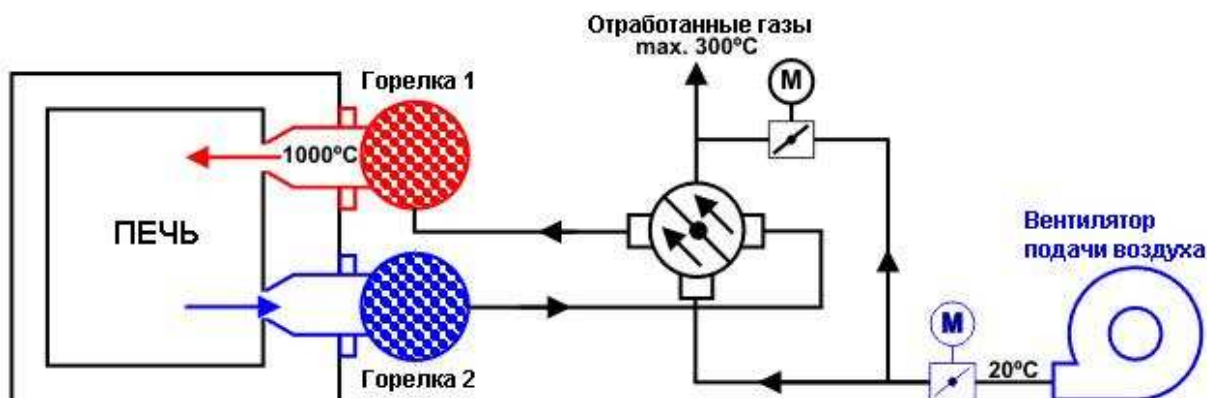 Отработанные газы
max. 300ºC
M
Горелка 1
1000ºC
ПЕЧЬ
Вентилятор
подачи воздуха
M
20ºC
Горелка 2